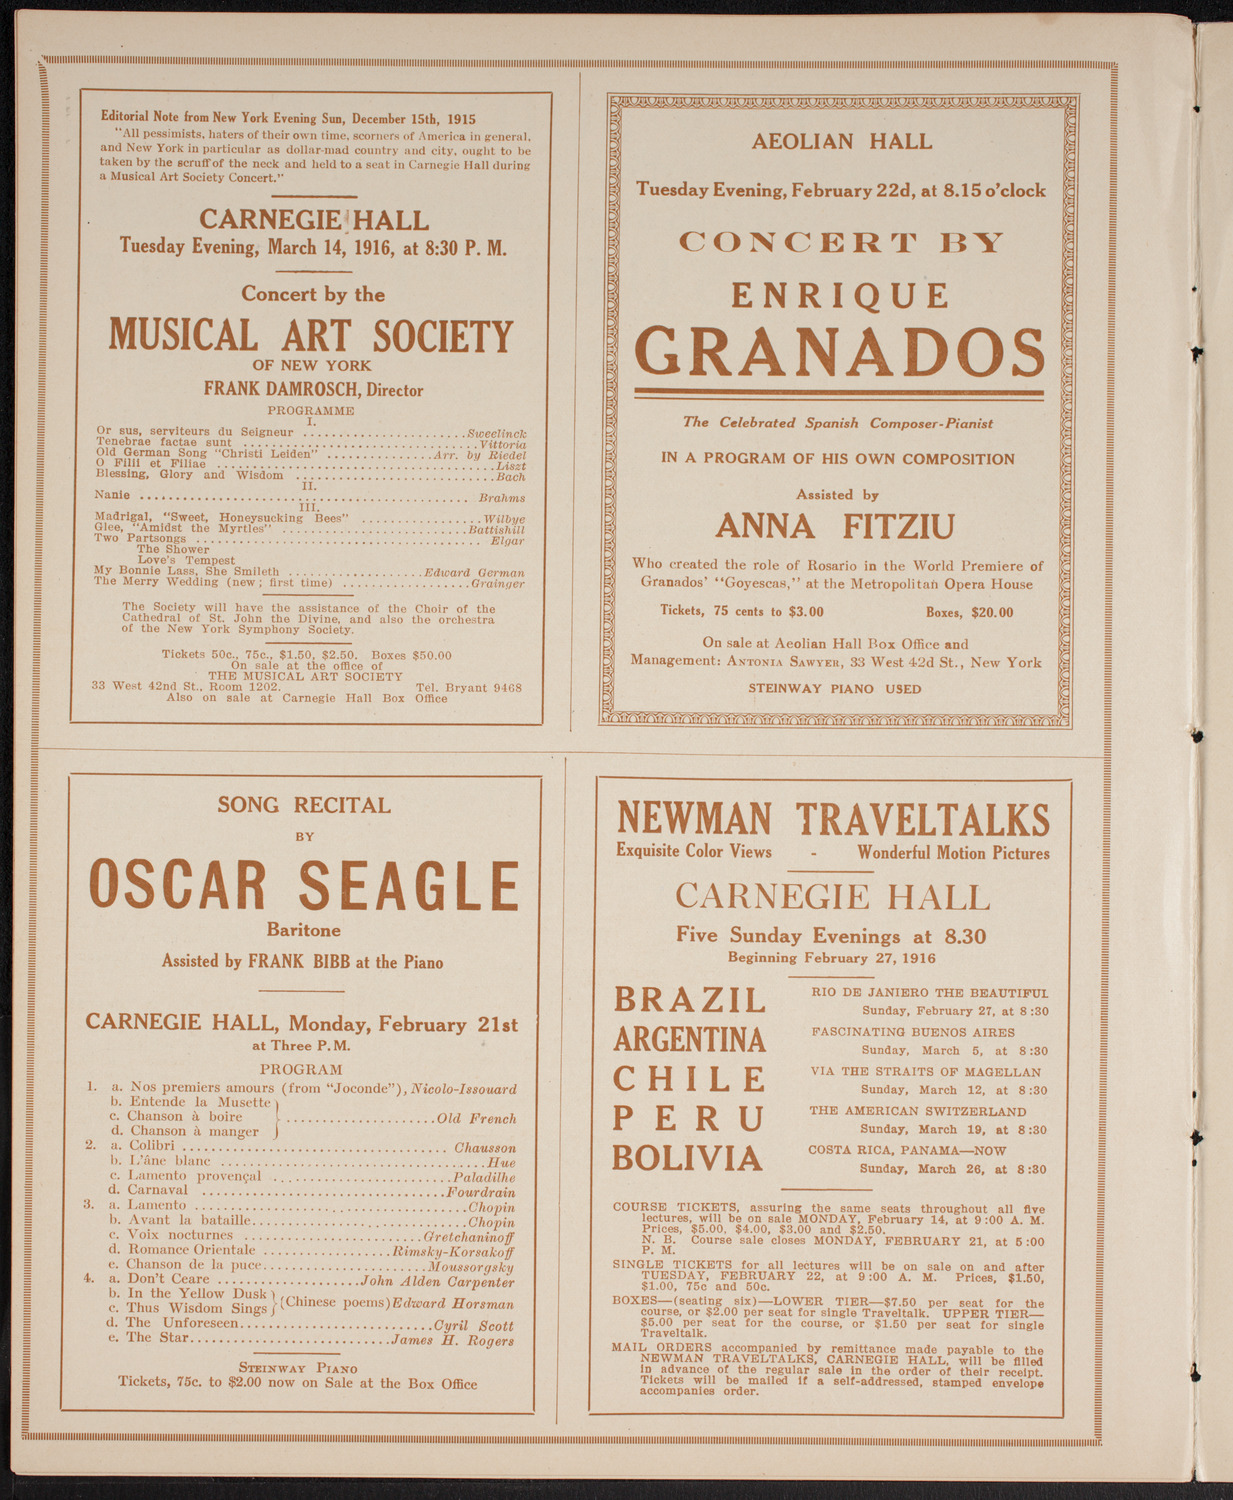 Editorial Note from New York Evening Sun, December 15th, 1915
"All pessimists, haters of their own time, scorners of America in general,
and New York in particular as dollar-mad country and city, ought to be
taken by the scruff of the neck and held to a seat in Carnegie Hall during
a Musical Art Society Concert."
CARNEGIE HALL
Tuesday Evening, March 14, 1916, at 8:30 P. M.
Concert by the
MUSICAL ART SOCIETY
OF NEW YORK
FRANK DAMROSCH, Director
PROGRAMME
I.
Or sus, serviteurs du Seigneur .......................Sweelinck
Tenebrae factae sunt .................................Vittoria
Old German Song "Christi Leiden" ...............Arr. by Riedel
O Filii et Filiae .......................................Liszt
Blessing, Glory and Wisdom ............................Bach
II.
Nanie ..............................................Brahms
III.
Madrigal, "Sweet, Honeysucking Bees" .................Wilbye
Glee, "Amidst the Myrtles" ..........................Battishill
Two Partsongs .........................................Elgar
The Shower
Love's Tempest
My Bonnie Lass, She Smileth ...................Edward German
The Merry Wedding (new; first time) ..................Grainger
The Society will have the assistance of the Choir of the
Cathedral of St. John the Divine, and also the orchestra
of the New York Symphony Society.
Tickets 50c., 75c., $1.50, $2.50. Boxes $50.00
On sale at the office of
THE MUSICAL ART SOCIETY
33 West 42nd St., Room 1202. Tel. Bryant 9468
Also on sale at Carnegie Hall Box Office
AEOLIAN HALL
Tuesday Evening, February 22d, at 8.15 o'clock
CONCERT BY
ENRIQUE
GRANADOS
The Celebrated Spanish Composer-Pianist
IN A PROGRAM OF HIS OWN COMPOSITION
Assisted by
ANNA FITZIU
Who created the role of Rosario in the World Premiere of
Granados' "Goyescas," at the Metropolitan Opera House
Tickets, 75 cents to $3.00 Boxes, $20.00
On sale at Aeolian Hall Box Office and
Management: ANTONIA SAWYER, 33 West 42d St., New York
STEINWAY PIANO USED
SONG RECITAL
BY
OSCAR SEAGLE
Baritone
Assisted by FRANK BIBB at the Piano
CARNEGIE HALL, Monday, February 21st
at Three P. M.
PROGRAM
1. a. Nos premiers amours (from "Joconde"), Nicolo-Issouard
b. Entende la Musette
c. Chanson à boire .....................Old French
d. Chanson à manger
2. a. Colibri ..................................... Chausson
b. L'âne blanc .....................................Hue
c. Lamento provençal .........................Paladilhe
d. Carnaval ..................................Fourdrain
3. a. Lamento ......................................Chopin
b. Avant la bataille..............................Chopin
c. Voix nocturnes .........................Gretchaninoff
d. Romance Orientale ..................Rimsky-Korsakoff
e. Chanson de la puce.......................Moussorgsky
4. a. Don't Ceare ....................John Alden Carpenter
b. In the Yellow Dusk
c. Thus Wisdom Sings (Chinese poems) Edward Horsman
d. The Unforeseen...........................Cyril Scott
e. The Star............................James H. Rogers
STEINWAY PIANO
Tickets, 75c. to $2.00 now on Sale at the Box Office
NEWMAN TRAVELTALKS
Exquisite Color Views - Wonderful Motion Pictures
CARNEGIE HALL
Five Sunday Evenings at 8.30
Beginning February 27, 1916
BRAZIL RIO DE JANIERO THE BEAUTIFUL
Sunday, February 27, at 8:30
ARGENTINA FASCINATING BUENOS AIRES
Sunday, March 5, at 8:30
CHILE VIA THE STRAITS OF MAGELLAN
Sunday, March 12, at 8:30
PERU THE AMERICAN SWITZERLAND
Sunday, March 19, at 8:30
BOLIVIA COSTA RICA, PANAMA—NOW
Sunday, March 26, at 8:30
COURSE TICKETS, assuring the same seats throughout all five
lectures, will be on sale MONDAY, February 14, at 9:00 A. M.
Prices, $5.00, $4.00, $3.00 and $2.50.
N. B. Course sale closes MONDAY, FEBRUARY 21, at 5:00
P. M.
SINGLE TICKETS for all lectures will be on sale on and after
TUESDAY, FEBRUARY 22, at 9:00 A. M. Prices, $1.50,
$1.00, 75c and 50c.
BOXES—(seating six)—LOWER TIER—$7.50 per seat for the
course, or $2.00 per seat for single Traveltalk. UPPER TIER—
$5.00 per seat for the course, or $1.50 per seat for single
Traveltalk.
MAIL ORDERS accompanied by remittance made payable to the
NEWMAN TRAVELTALKS, CARNEGIE HALL, will be filled
in advance of the regular sale in the order of their receipt.
Tickets will be mailed if a self-addressed, stamped envelope
accompanies order.